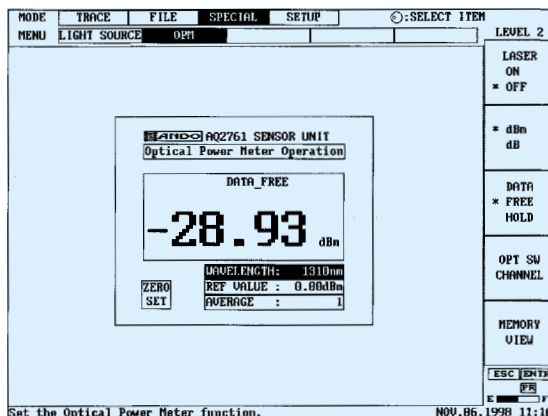 MODE TRACE FILE SPECIAL SETUP :SELECT ITEM
MENU LIGHT SOURCE OPM LEVEL 2
LASER
ON
* OFF
* dBm
dB
DATA
* FREE
HOLD
OPT SW
CHANNEL
MEMORY
VIEW
ANDO AQ2761 SENSOR UNIT
Optical Power Meter Operation
DATA_FREE
-28.93 dBm
WAVELENGTH: 1310nm
ZERO
SET
REF VALUE : 0.00dBm
AVERAGE : 1
ESC ENTR
PR
E F
Set the Optical Power Meter function. NOV.06.1998 11: